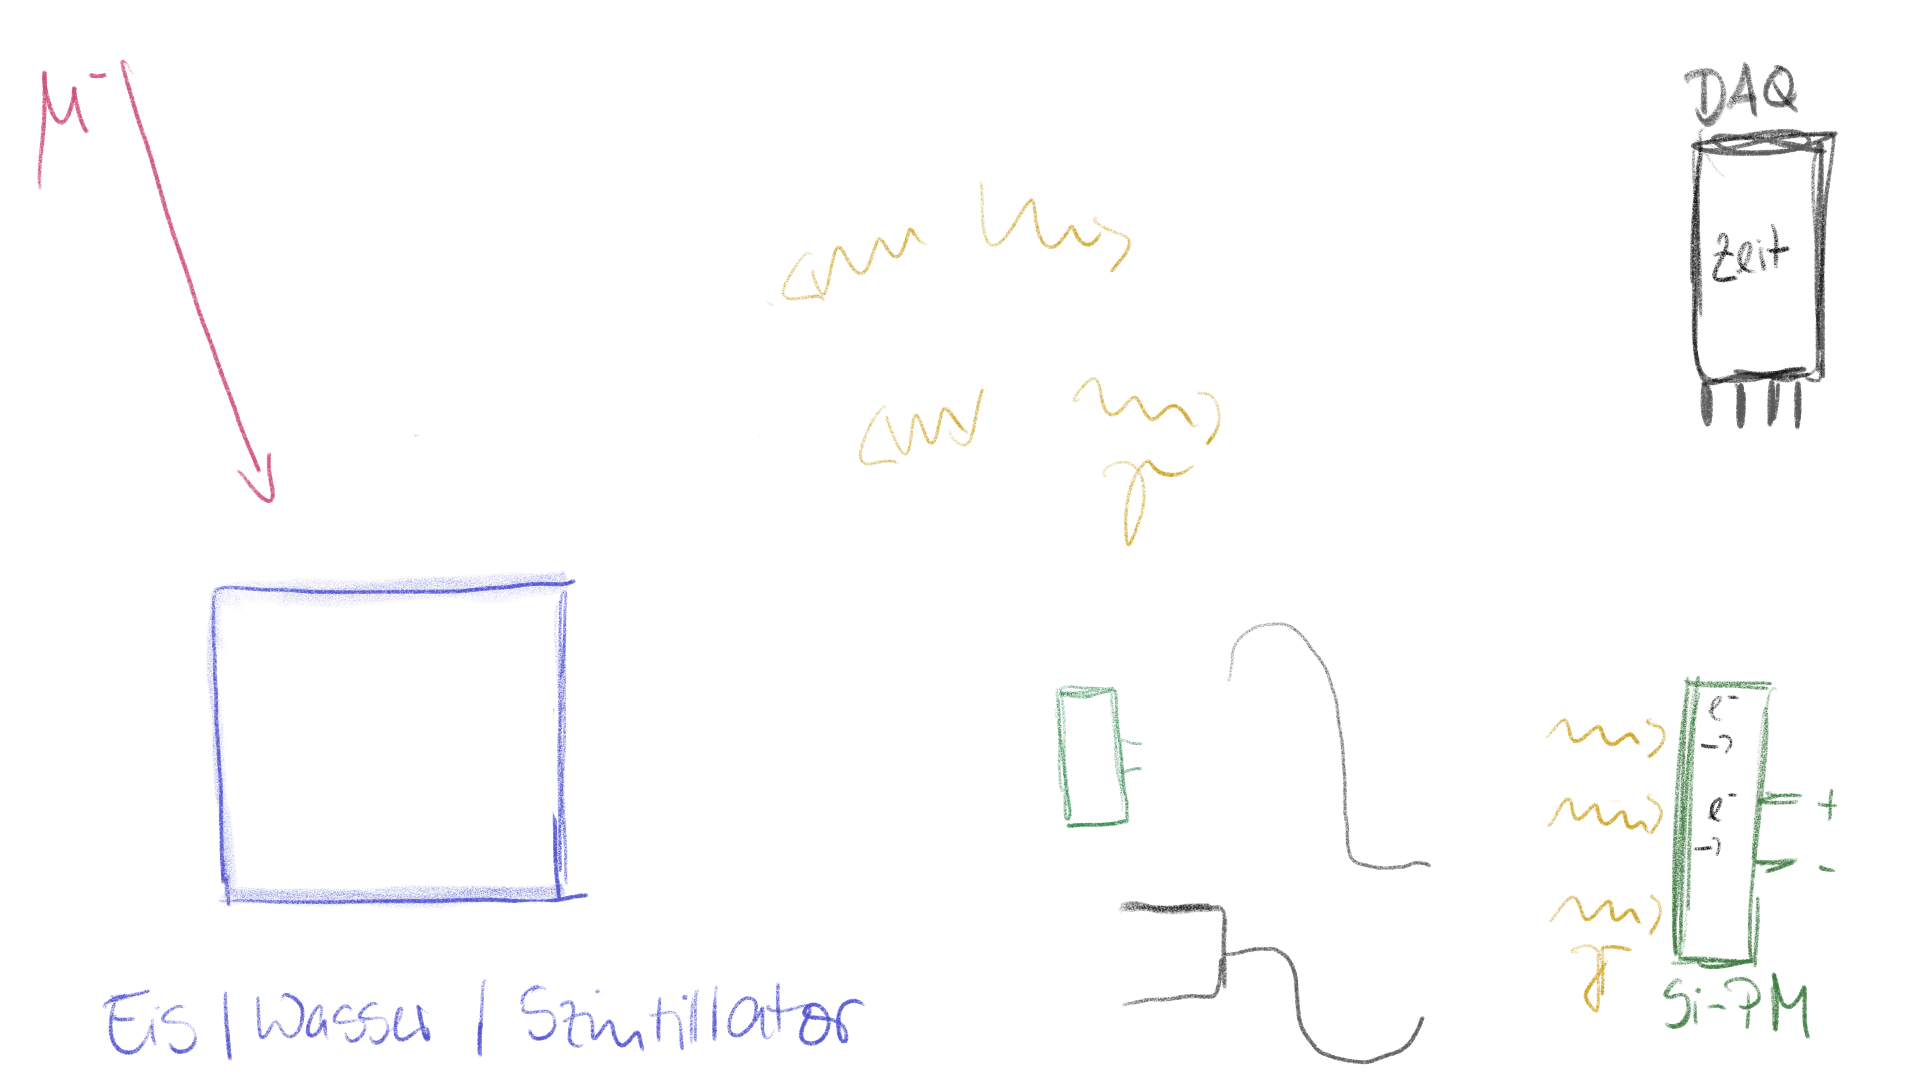 μ⁻
DAQ
Zeit
γ
e⁻
→
e⁻
→
+
-
γ
Si-PM
Eis | Wasser | Szintillator